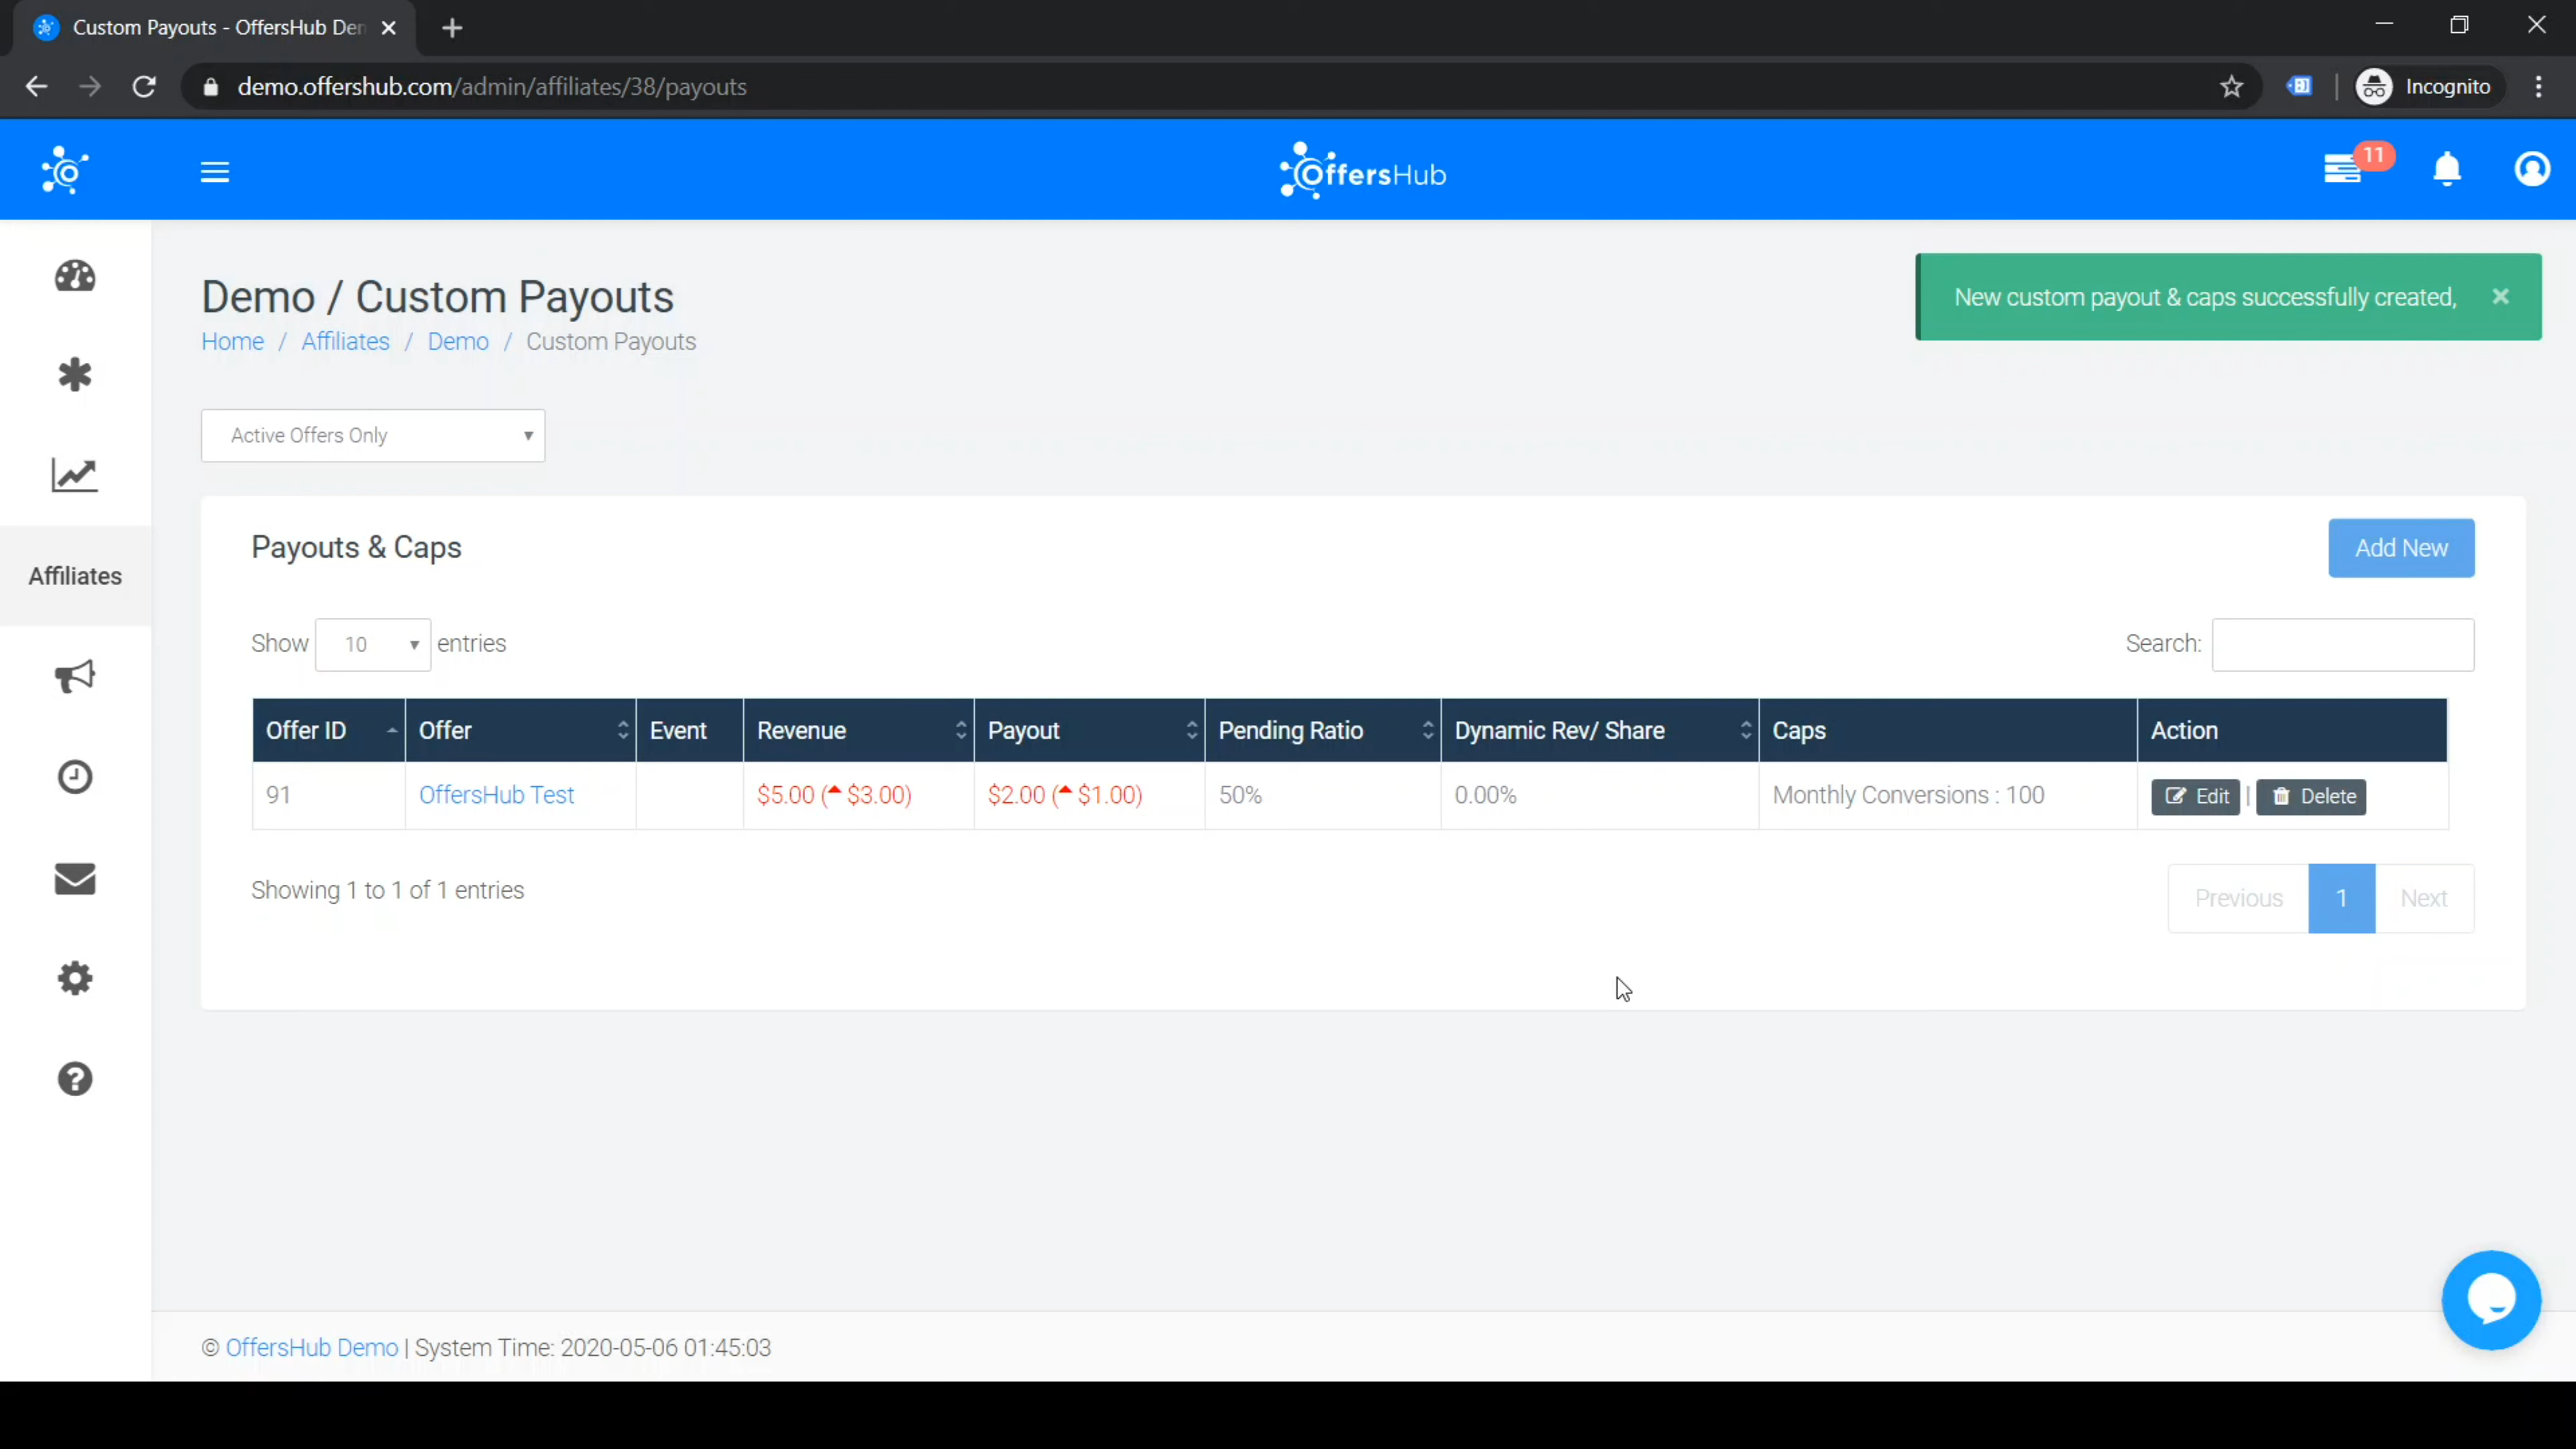 Custom Payouts - OffersHub Den
demo.offershub.com/admin/affiliates/38/payouts
Incognito
OffersHub
11
Demo / Custom Payouts
Home / Affiliates / Demo / Custom Payouts
New custom payout & caps successfully created,
Active Offers Only
Affiliates
Payouts & Caps
Add New
Show 10 entries
Search:
Offer ID Offer Event Revenue Payout Pending Ratio Dynamic Rev/ Share Caps Action
91 OffersHub Test $5.00 ($3.00) $2.00 ($1.00) 50% 0.00% Monthly Conversions : 100 Edit | Delete
Showing 1 to 1 of 1 entries
Previous 1 Next
© OffersHub Demo | System Time: 2020-05-06 01:45:03